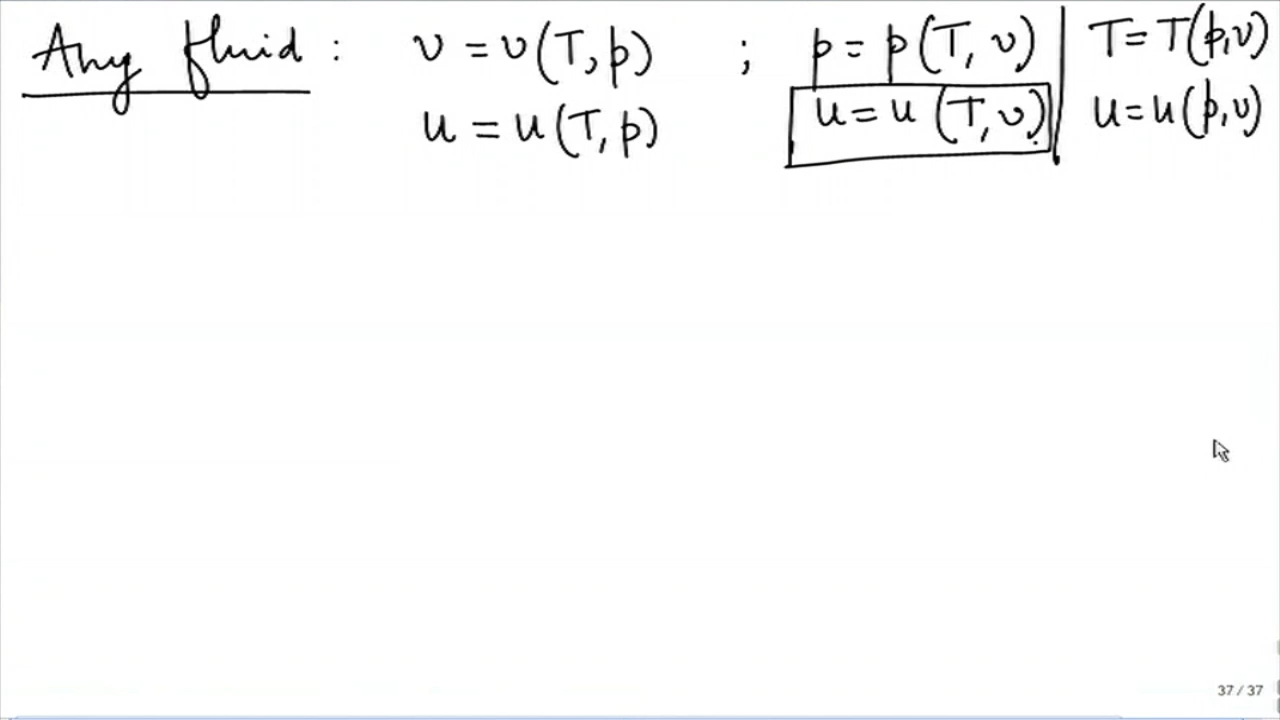 Any fluid : v = v(T, p) ; p = p(T, v) | T = T(p, v)
u = u(T, p) u = u(T, v) u = u(p, v)
37 / 37